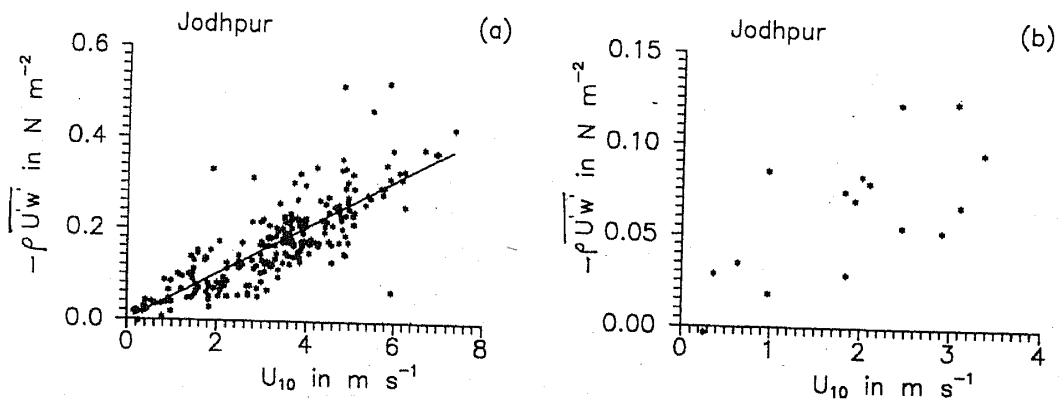 Jodhpur
(a)
0.6
0.4
0.2
0.0
−ρ U'w' in N m⁻²
0 2 4 6 8
U₁₀ in m s⁻¹
Jodhpur
(b)
0.15
0.10
0.05
0.00
−ρ U'w' in N m⁻²
0 1 2 3 4
U₁₀ in m s⁻¹